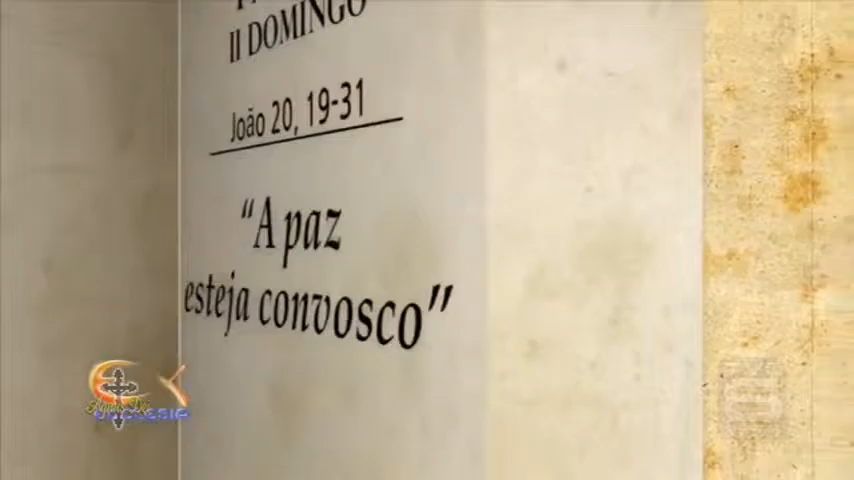 II DOMINGO
João 20, 19-31
“A paz
esteja convosco”